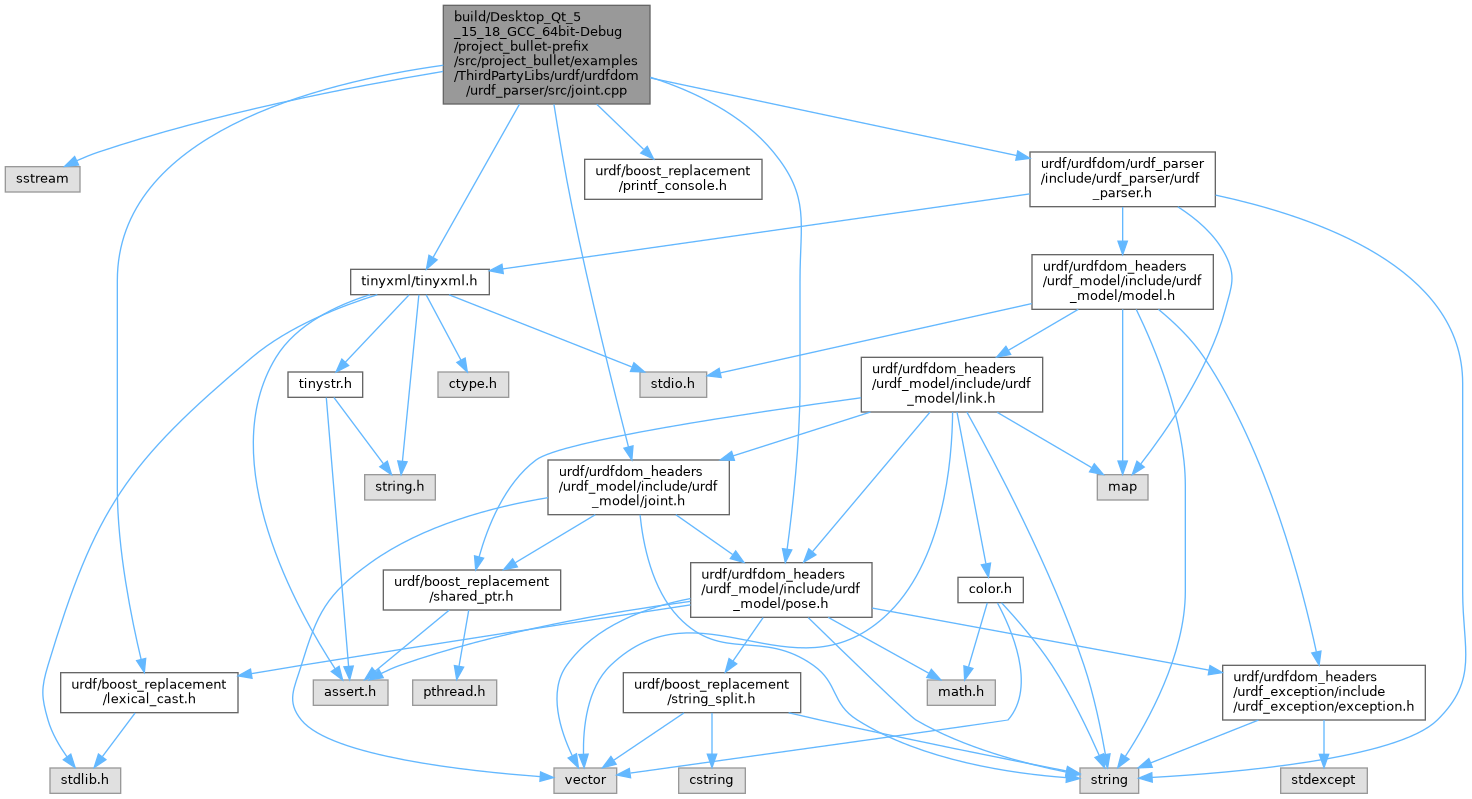 build/Desktop_Qt_5
_15_18_GCC_64bit-Debug
/project_bullet-prefix
/src/project_bullet/examples
/ThirdPartyLibs/urdf/urdfdom
/urdf_parser/src/joint.cpp
sstream
urdf/boost_replacement
/printf_console.h
urdf/urdfdom/urdf_parser
/include/urdf_parser/urdf
_parser.h
tinyxml/tinyxml.h
urdf/urdfdom_headers
/urdf_model/include/urdf
_model/model.h
tinystr.h
ctype.h
stdio.h
urdf/urdfdom_headers
/urdf_model/include/urdf
_model/link.h
string.h
urdf/urdfdom_headers
/urdf_model/include/urdf
_model/joint.h
map
urdf/boost_replacement
/shared_ptr.h
urdf/urdfdom_headers
/urdf_model/include/urdf
_model/pose.h
color.h
urdf/boost_replacement
/lexical_cast.h
assert.h
pthread.h
urdf/boost_replacement
/string_split.h
math.h
urdf/urdfdom_headers
/urdf_exception/include
/urdf_exception/exception.h
stdlib.h
vector
cstring
string
stdexcept